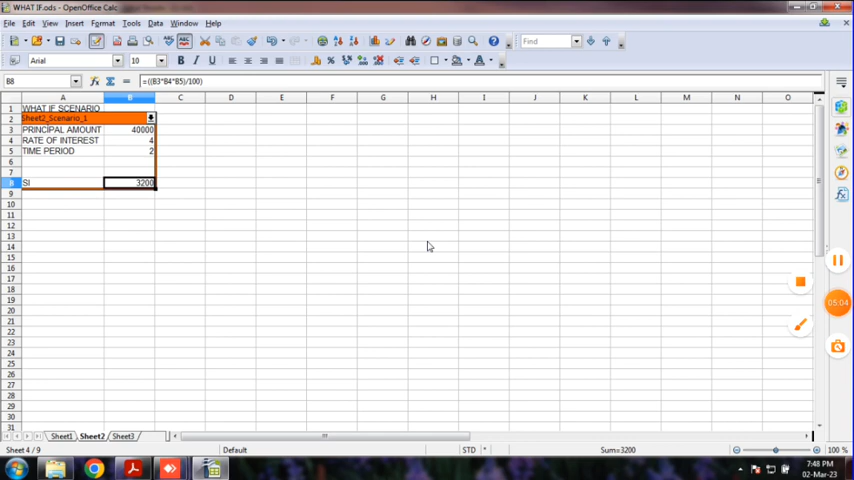 WHAT IF.ods - OpenOffice Calc
File Edit View Insert Format Tools Data Window Help
Arial 10 Find
B8 =((B3*B4*B5)/100)
A B C D E F G H I J K L M N O
1 WHAT IF SCENARIO
2 Sheet2_Scenario_1
3 PRINCIPAL AMOUNT 40000
4 RATE OF INTEREST 4
5 TIME PERIOD 2
6
7
8 SI 3200
9
10
11
12
13
14
15
16
17
18
19
20
21
22
23
24
25
26
27
28
29
30
31
05:04
Sheet1 Sheet2 Sheet3
Sheet 4 / 9 Default STD * Sum=3200 100 %
7:48 PM
02-Mar-23